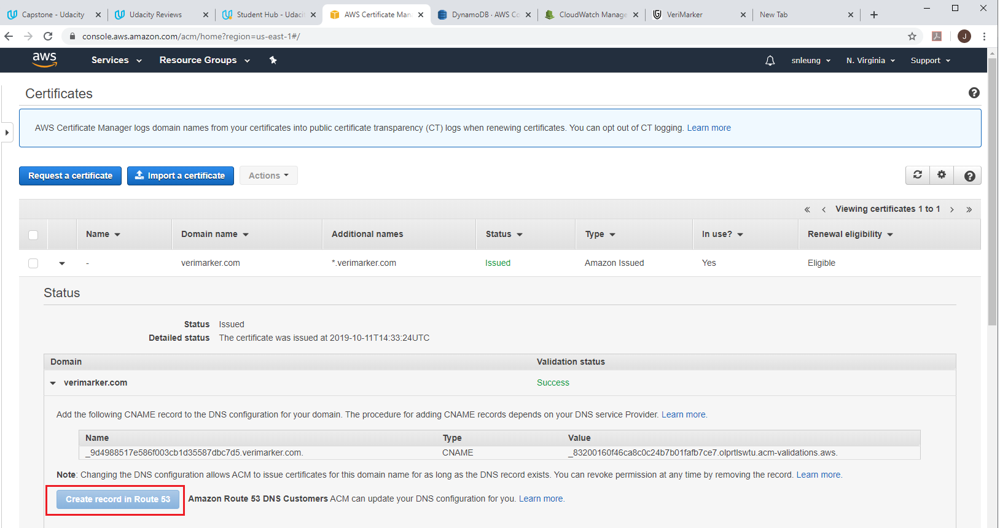 Capstone - Udacity
Udacity Reviews
Student Hub - Udaci
AWS Certificate Man
DynamoDB · AWS Co
CloudWatch Manage
VeriMarker
New Tab
console.aws.amazon.com/acm/home?region=us-east-1#/
J
aws
Services
Resource Groups
snleung
N. Virginia
Support
Certificates
?
AWS Certificate Manager logs domain names from your certificates into public certificate transparency (CT) logs when renewing certificates. You can opt out of CT logging. Learn more
Request a certificate
Import a certificate
Actions
?
« ‹ Viewing certificates 1 to 1 › »
Name
Domain name
Additional names
Status
Type
In use?
Renewal eligibility
-
verimarker.com
*.verimarker.com
Issued
Amazon Issued
Yes
Eligible
Status
Status Issued
Detailed status The certificate was issued at 2019-10-11T14:33:24UTC
Domain
Validation status
verimarker.com
Success
Add the following CNAME record to the DNS configuration for your domain. The procedure for adding CNAME records depends on your DNS service Provider. Learn more.
Name
Type
Value
_9d4988517e586f003cb1d35587dbc7d5.verimarker.com.
CNAME
_83200160f46ca8c0c24b7b01fafb7ce7.olprtlswtu.acm-validations.aws.
Note: Changing the DNS configuration allows ACM to issue certificates for this domain name for as long as the DNS record exists. You can revoke permission at any time by removing the record. Learn more.
Create record in Route 53
Amazon Route 53 DNS Customers ACM can update your DNS configuration for you. Learn more.